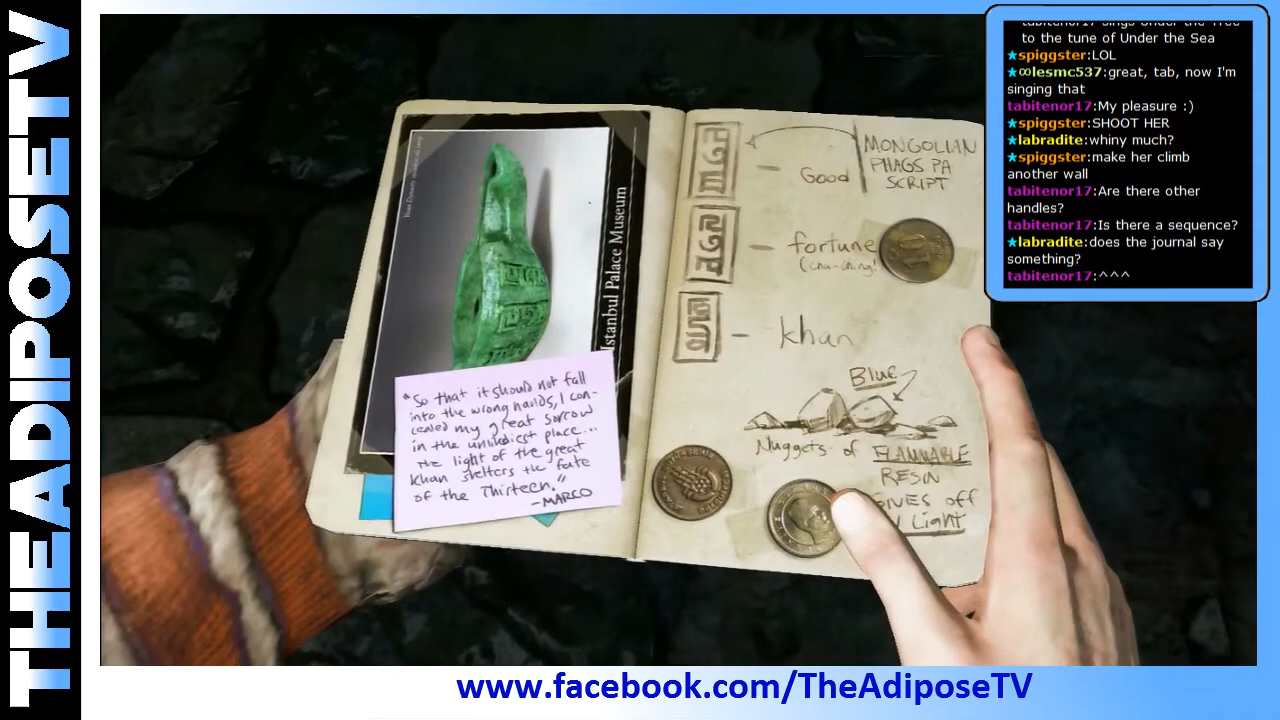 THEADIPOSETV
Istanbul Palace Museum
"So that it should not fall
into the wrong hands, I con-
cealed my great sorrow
in the unlikeliest place...
the light of the great
Khan shelters the fate
of the Thirteen."
-MARCO
MONGOLIAN
PHAGS PA
SCRIPT
- Good
- fortune
(cha-ching!
10
- khan
Blue
Nuggets of FLAMMABLE
RESIN
GIVES off
Light
to the tune of Under the Sea
★spiggster:LOL
★∞lesmc537:great, tab, now I'm
singing that
tabitenor17:My pleasure :)
★spiggster:SHOOT HER
★labradite:whiny much?
★spiggster:make her climb
another wall
tabitenor17:Are there other
handles?
tabitenor17:Is there a sequence?
★labradite:does the journal say
something?
tabitenor17:^^^
www.facebook.com/TheAdiposeTV